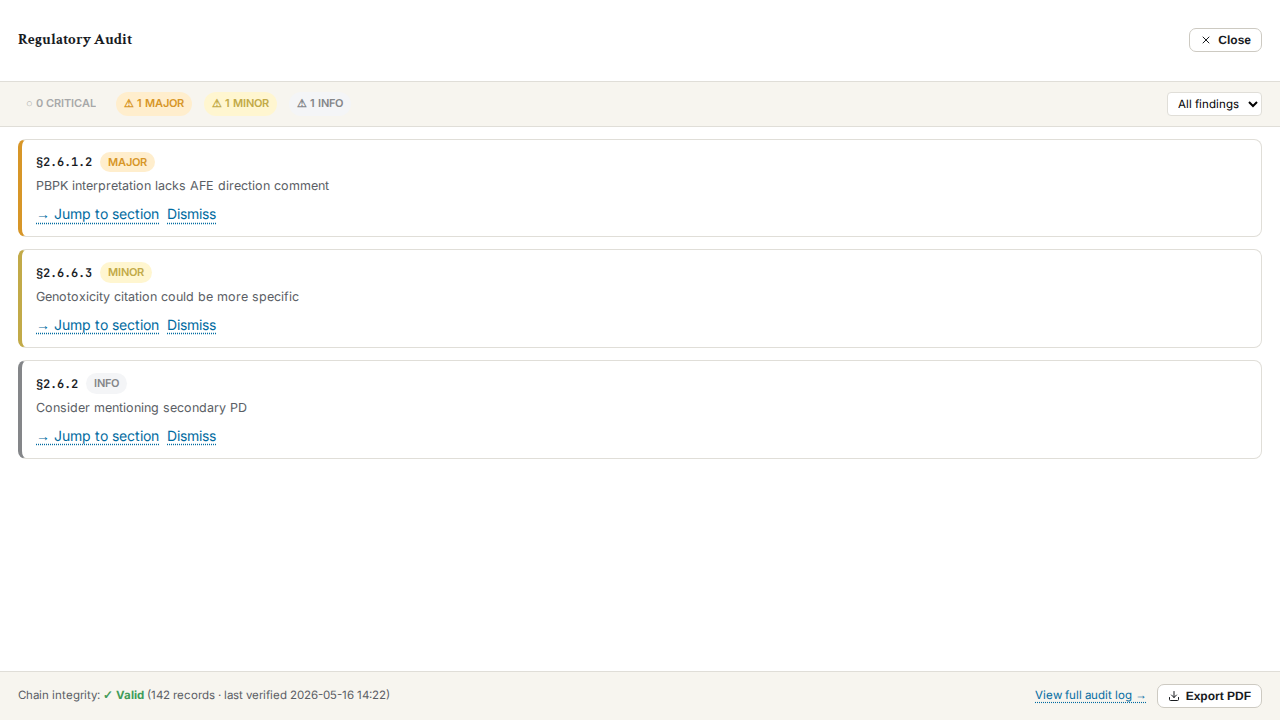 Regulatory Audit
✕ Close
○ 0 CRITICAL ⚠ 1 MAJOR ⚠ 1 MINOR ⚠ 1 INFO
All findings
§2.6.1.2 MAJOR
PBPK interpretation lacks AFE direction comment
→ Jump to section Dismiss
§2.6.6.3 MINOR
Genotoxicity citation could be more specific
→ Jump to section Dismiss
§2.6.2 INFO
Consider mentioning secondary PD
→ Jump to section Dismiss
Chain integrity: ✓ Valid (142 records · last verified 2026-05-16 14:22)
View full audit log →
Export PDF